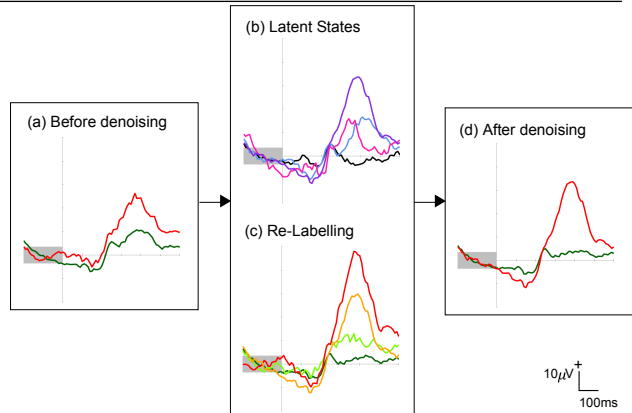 (b) Latent States
(a) Before denoising
(d) After denoising
(c) Re-Labelling
+
10μV
100ms